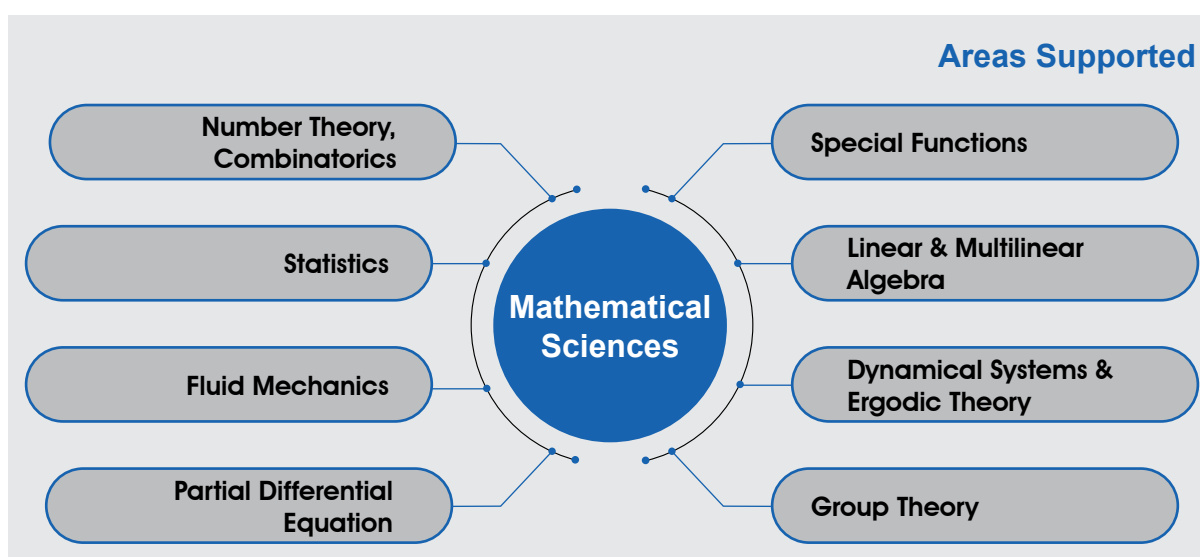 Areas Supported
Number Theory,
Combinatorics
Statistics
Fluid Mechanics
Partial Differential
Equation
Mathematical
Sciences
Special Functions
Linear & Multilinear
Algebra
Dynamical Systems &
Ergodic Theory
Group Theory